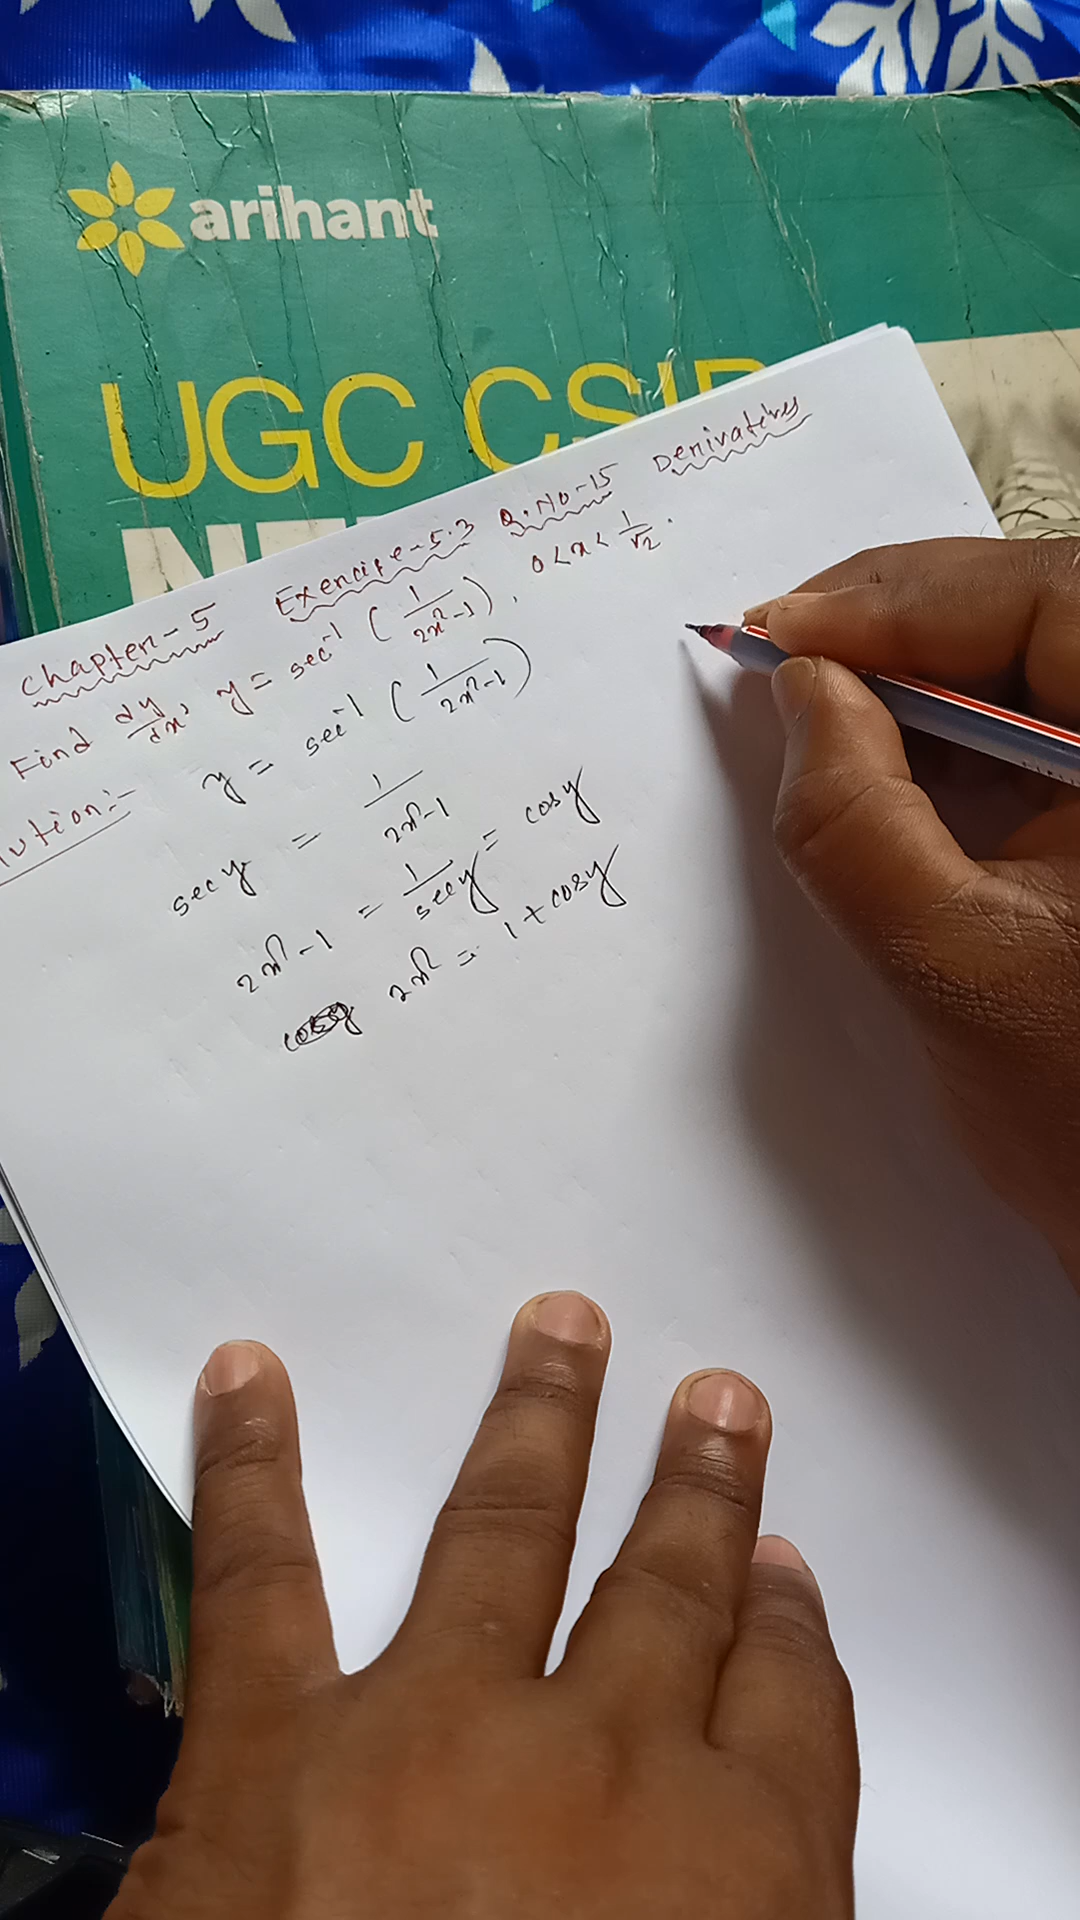 arihant
UGC CSIR
NET
Chapter-5 Exercise-5.3 Q.No-15 Derivatives
Find dy/dx, y = sec⁻¹ (1/(2x²-1)), 0 < x < 1/√2.
lution:- y = sec⁻¹ (1/(2x²-1))
sec y = 1/(2x²-1)
2x²-1 = 1/sec y = cos y
2x² = 1 + cos y